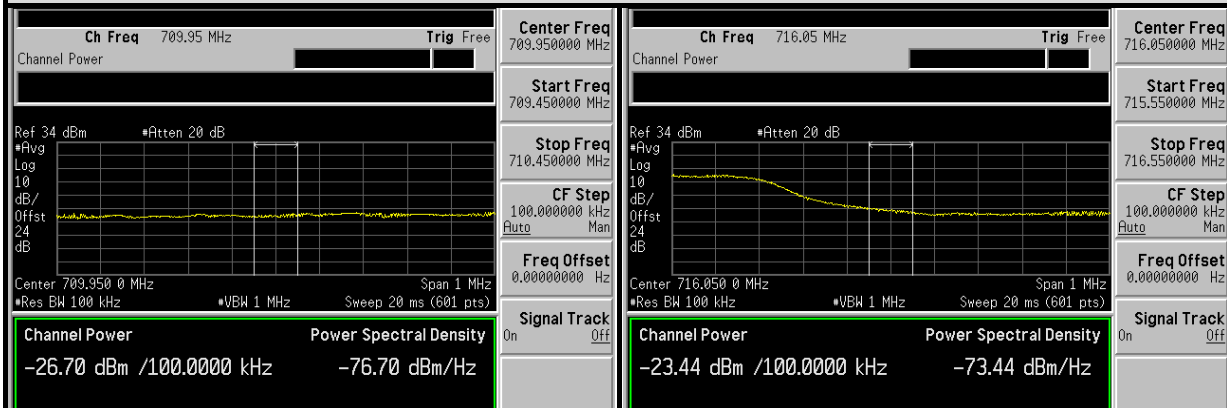 Ch Freq 709.95 MHz Trig Free
Channel Power
Ref 34 dBm #Atten 20 dB
#Avg
Log
10
dB/
Offst
24
dB
Center 709.950 0 MHz Span 1 MHz
#Res BW 100 kHz #VBW 1 MHz Sweep 20 ms (601 pts)
Channel Power Power Spectral Density
-26.70 dBm /100.0000 kHz -76.70 dBm/Hz
Center Freq
709.950000 MHz
Start Freq
709.450000 MHz
Stop Freq
710.450000 MHz
CF Step
100.000000 kHz
Auto Man
Freq Offset
0.00000000 Hz
Signal Track
On Off
Ch Freq 716.05 MHz Trig Free
Channel Power
Ref 34 dBm #Atten 20 dB
#Avg
Log
10
dB/
Offst
24
dB
Center 716.050 0 MHz Span 1 MHz
#Res BW 100 kHz #VBW 1 MHz Sweep 20 ms (601 pts)
Channel Power Power Spectral Density
-23.44 dBm /100.0000 kHz -73.44 dBm/Hz
Center Freq
716.050000 MHz
Start Freq
715.550000 MHz
Stop Freq
716.550000 MHz
CF Step
100.000000 kHz
Auto Man
Freq Offset
0.00000000 Hz
Signal Track
On Off